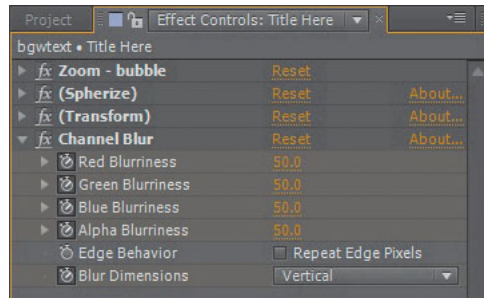 Project Effect Controls: Title Here
bgwtext • Title Here
fx Zoom - bubble Reset
fx (Spherize) Reset About...
fx (Transform) Reset About...
fx Channel Blur Reset About...
Red Blurriness 50.0
Green Blurriness 50.0
Blue Blurriness 50.0
Alpha Blurriness 50.0
Edge Behavior Repeat Edge Pixels
Blur Dimensions Vertical